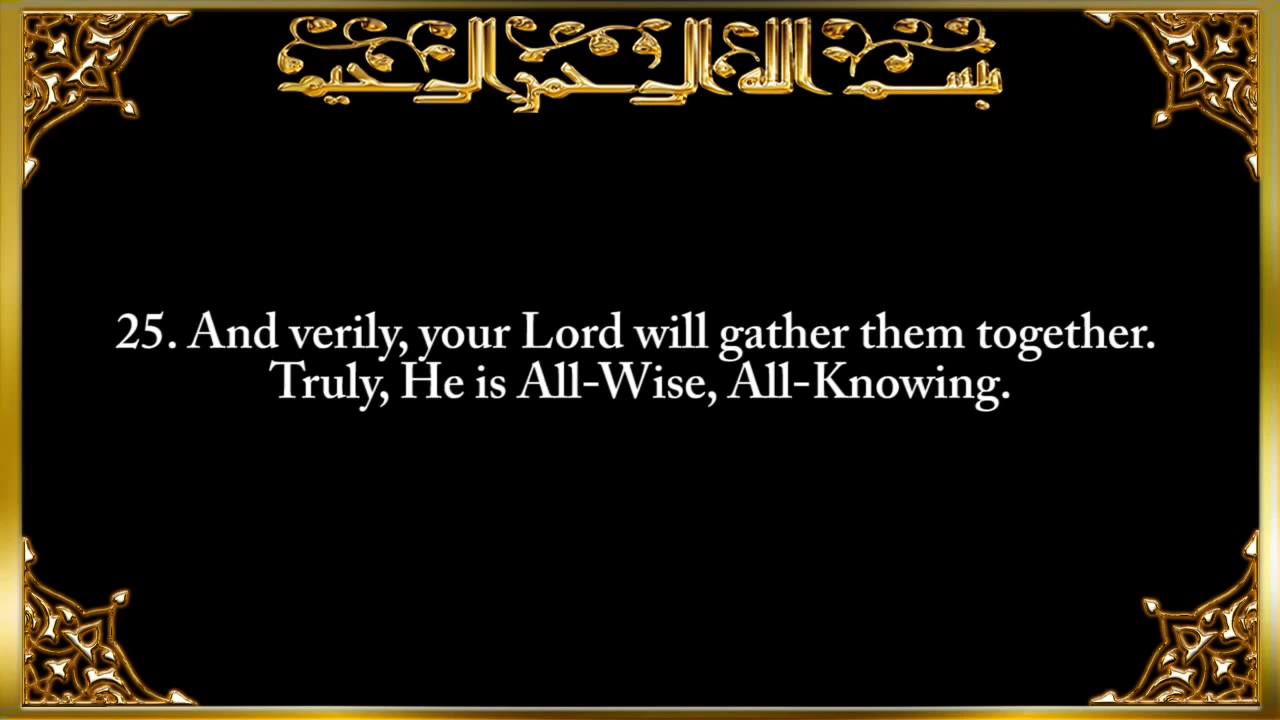 بسم الله الرحمن الرحيم
25. And verily, your Lord will gather them together.
Truly, He is All-Wise, All-Knowing.